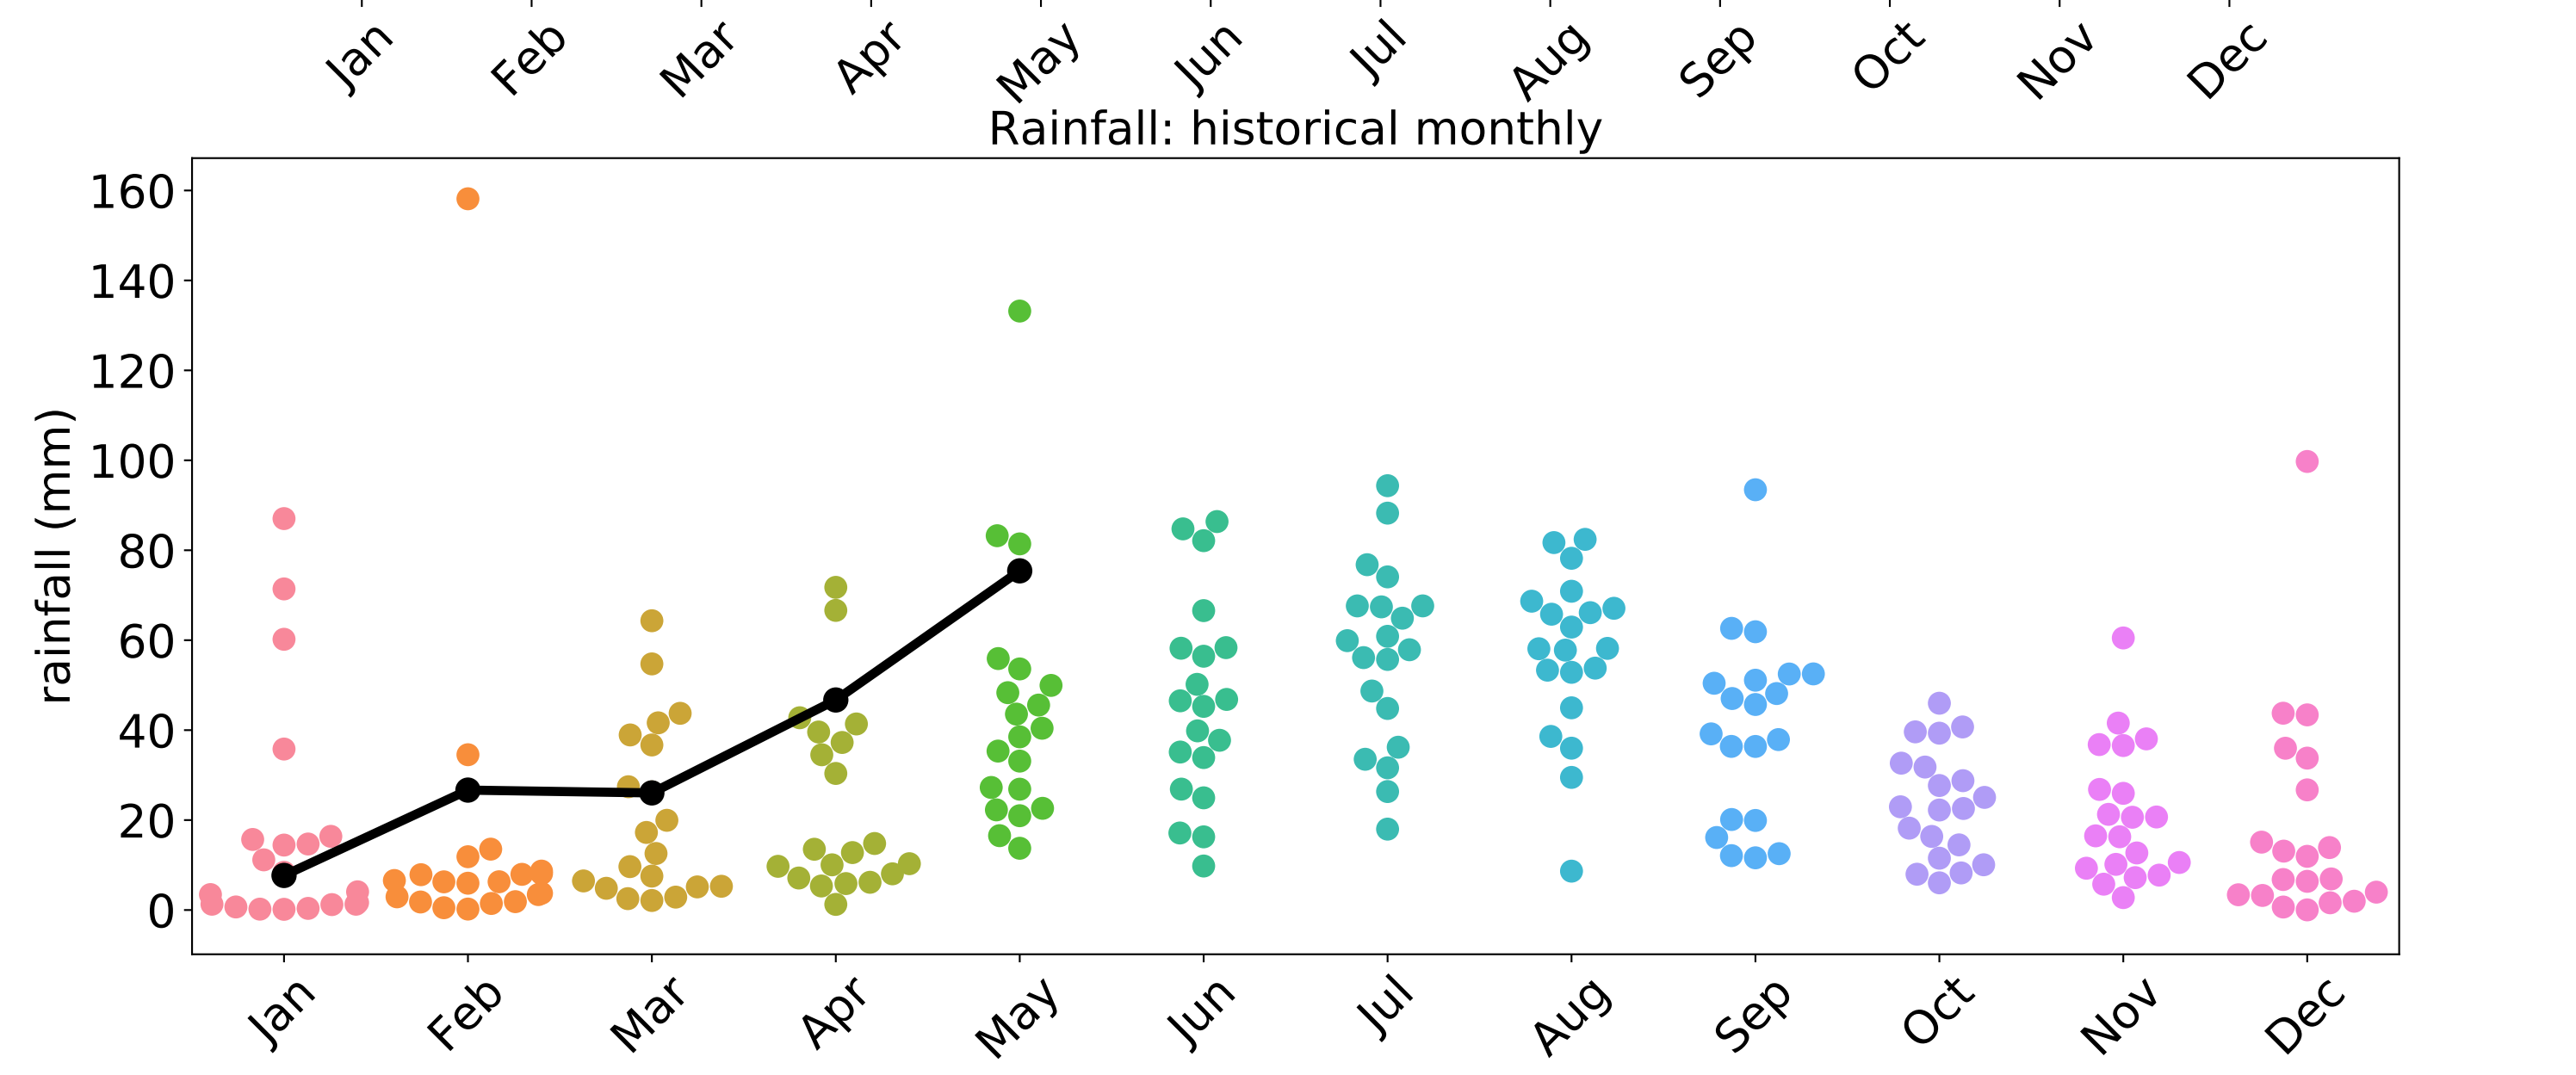 Jan Feb Mar Apr May Jun Jul Aug Sep Oct Nov Dec
Rainfall: historical monthly
rainfall (mm)
160
140
120
100
80
60
40
20
0
Jan Feb Mar Apr May Jun Jul Aug Sep Oct Nov Dec